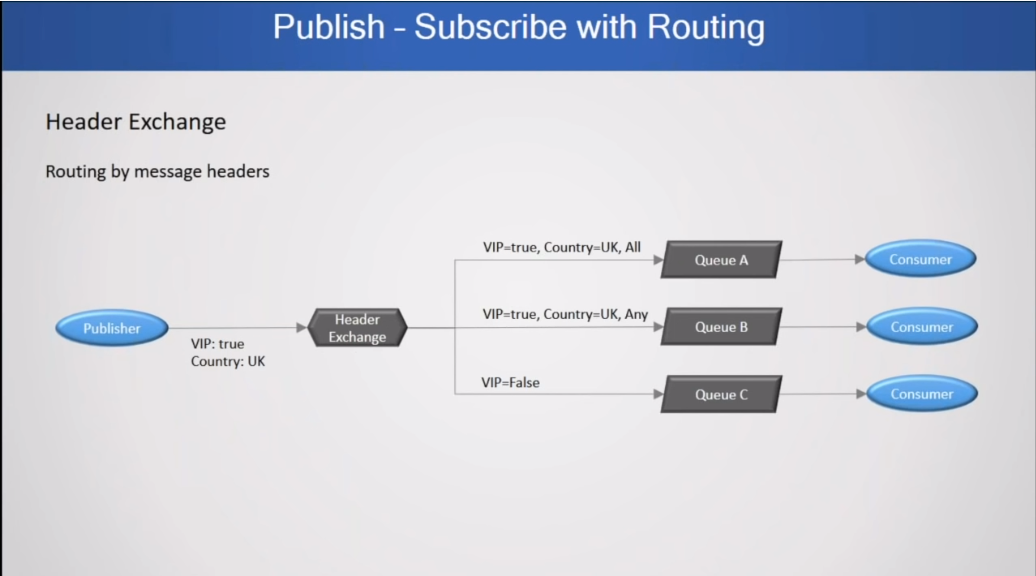 Publish - Subscribe with Routing
Header Exchange
Routing by message headers
VIP=true, Country=UK, All
Queue A
Consumer
Publisher
VIP: true
Country: UK
Header
Exchange
VIP=true, Country=UK, Any
Queue B
Consumer
VIP=False
Queue C
Consumer